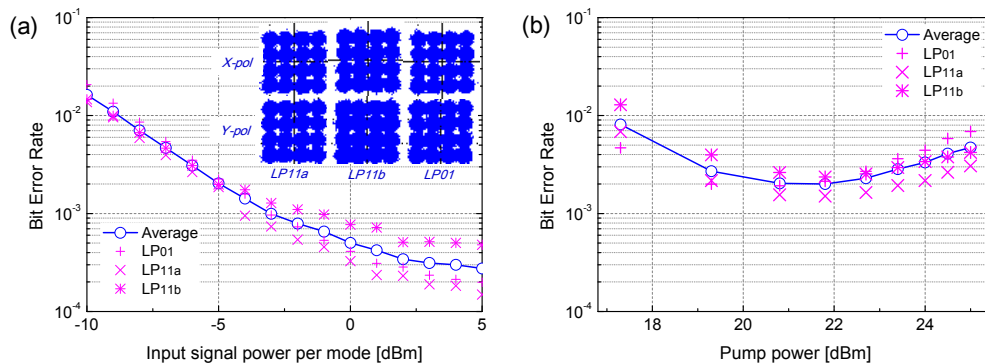 (a)
Bit Error Rate
10-1
10-2
10-3
10-4
X-pol
Y-pol
LP11a LP11b LP01
Average
LP01
LP11a
LP11b
-10 -5 0 5
Input signal power per mode [dBm]
(b)
Bit Error Rate
10-1
10-2
10-3
10-4
Average
LP01
LP11a
LP11b
18 20 22 24
Pump power [dBm]